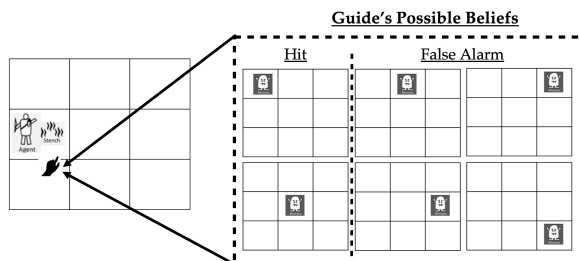 Guide's Possible Beliefs
Hit
False Alarm
Agent
Stench